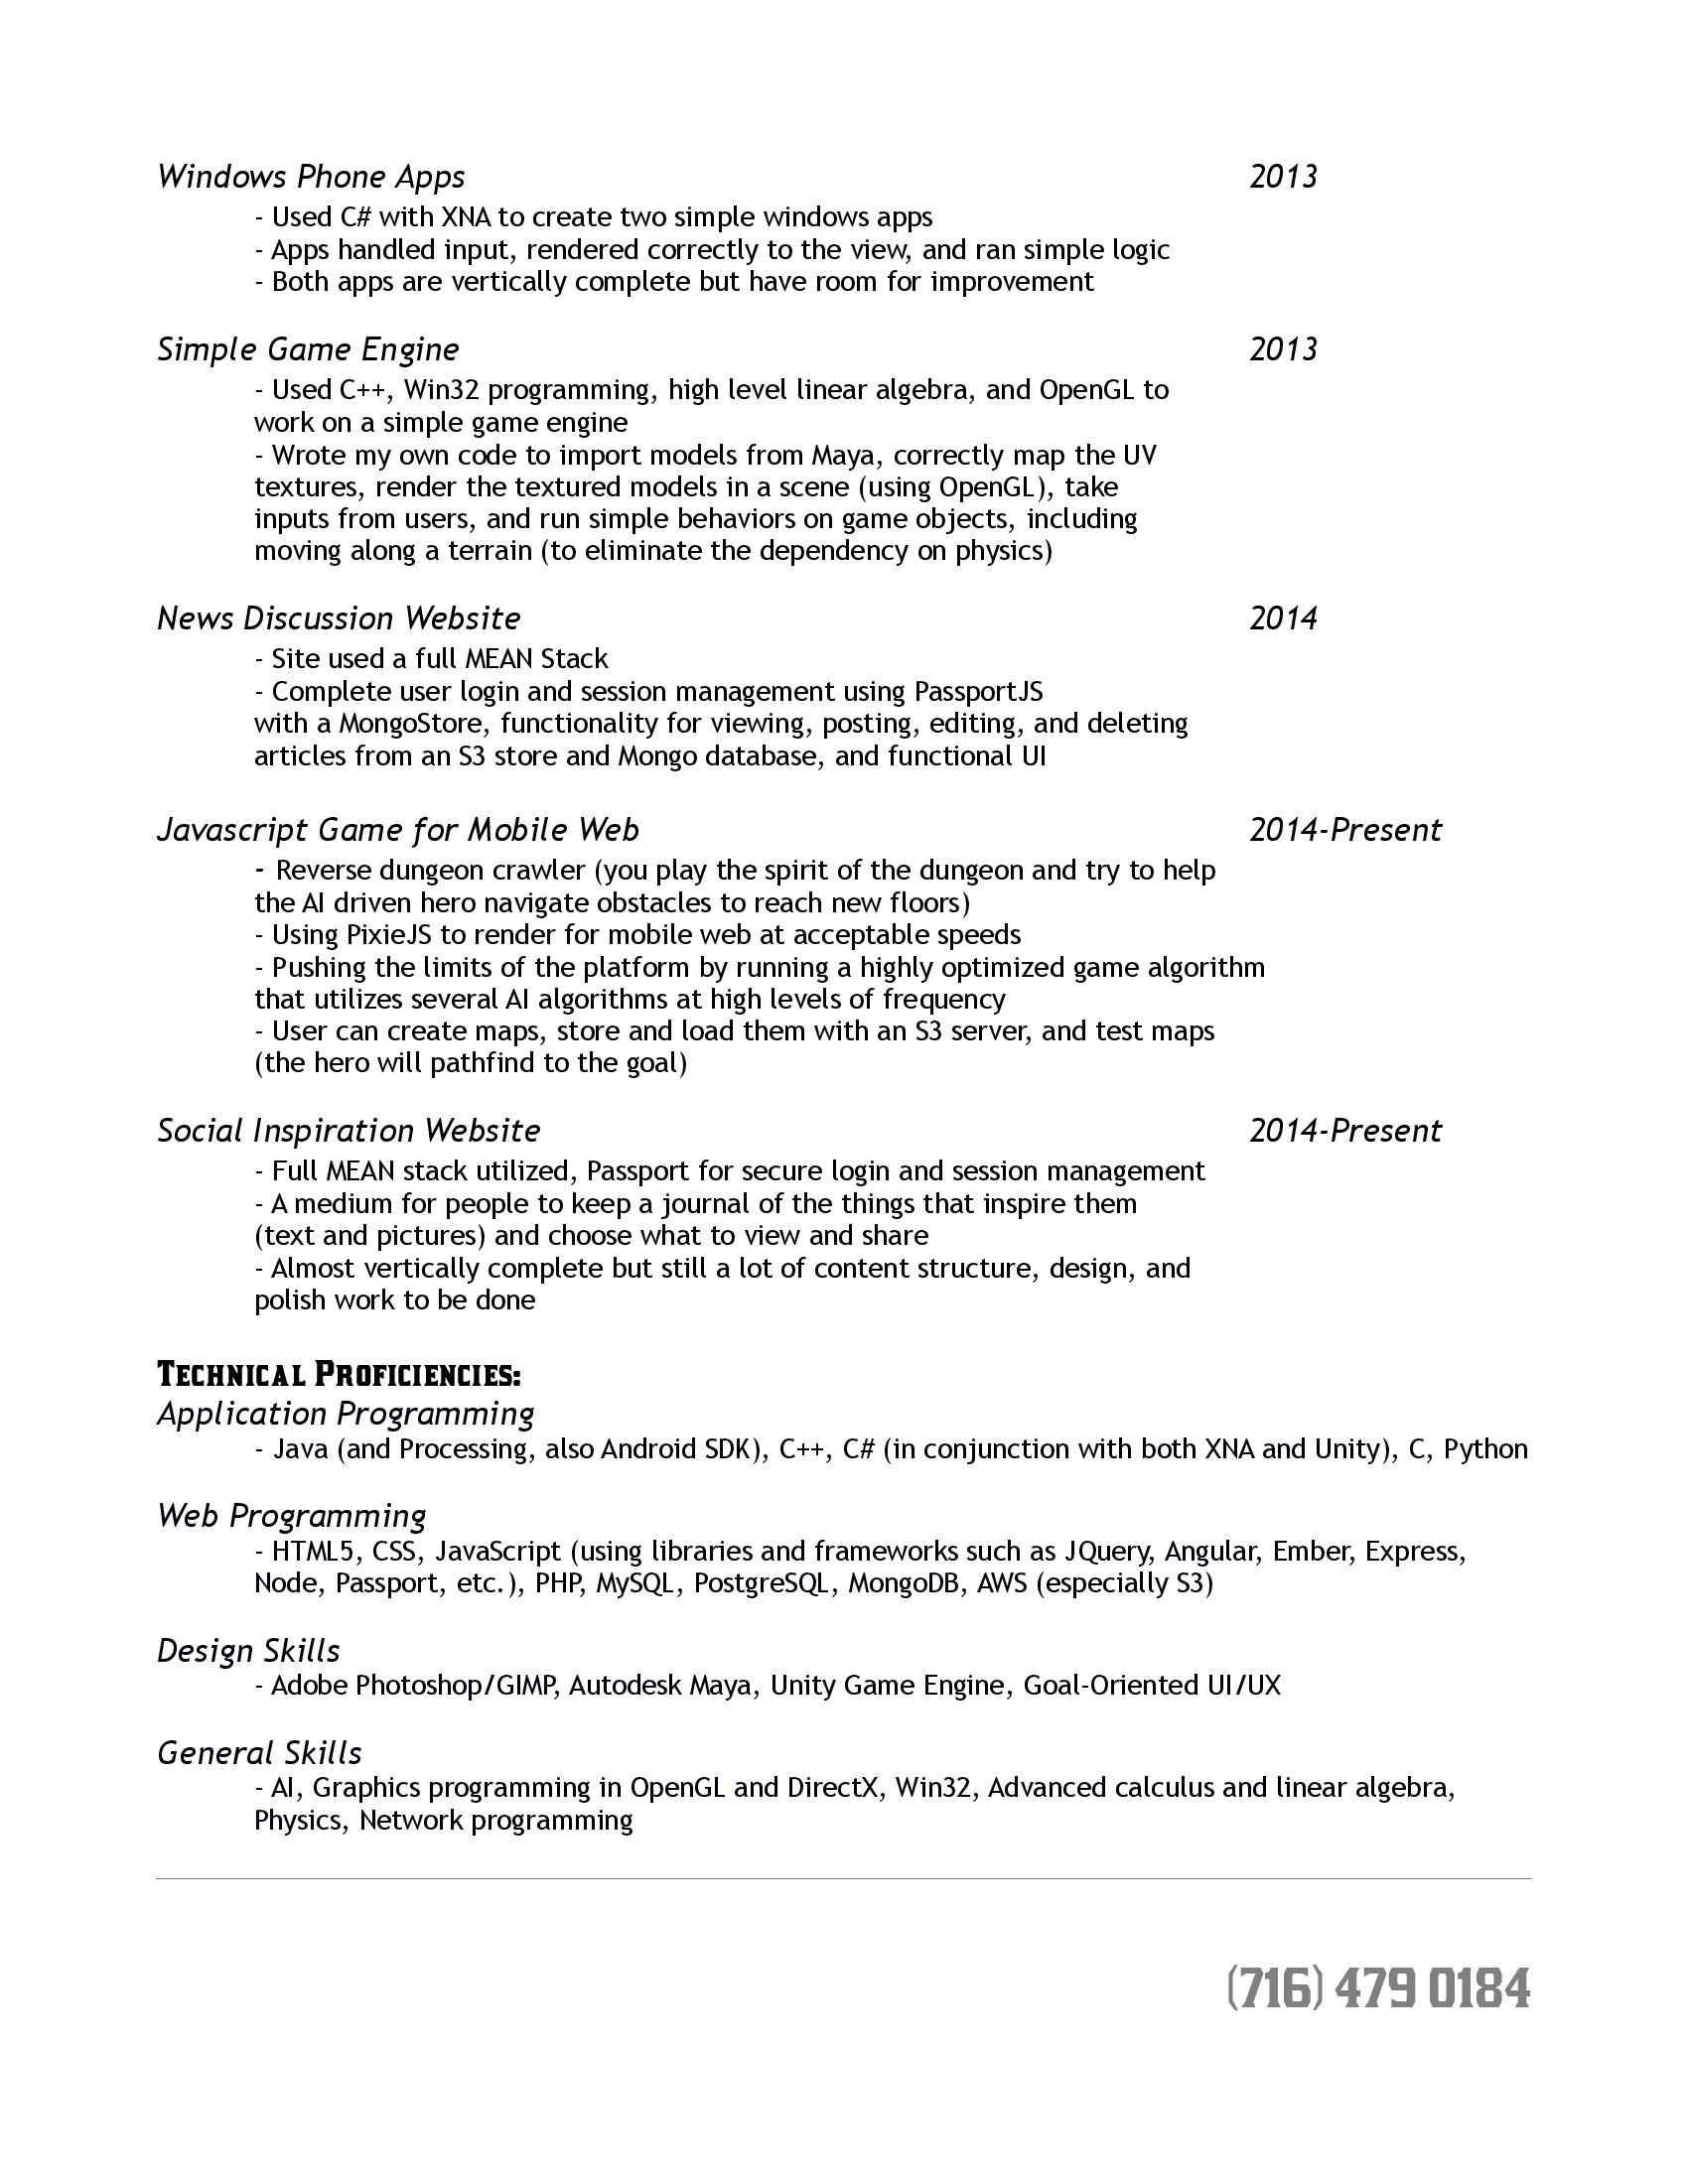 Windows Phone Apps 2013
- Used C# with XNA to create two simple windows apps
- Apps handled input, rendered correctly to the view, and ran simple logic
- Both apps are vertically complete but have room for improvement
Simple Game Engine 2013
- Used C++, Win32 programming, high level linear algebra, and OpenGL to
work on a simple game engine
- Wrote my own code to import models from Maya, correctly map the UV
textures, render the textured models in a scene (using OpenGL), take
inputs from users, and run simple behaviors on game objects, including
moving along a terrain (to eliminate the dependency on physics)
News Discussion Website 2014
- Site used a full MEAN Stack
- Complete user login and session management using PassportJS
with a MongoStore, functionality for viewing, posting, editing, and deleting
articles from an S3 store and Mongo database, and functional UI
Javascript Game for Mobile Web 2014-Present
- Reverse dungeon crawler (you play the spirit of the dungeon and try to help
the AI driven hero navigate obstacles to reach new floors)
- Using PixieJS to render for mobile web at acceptable speeds
- Pushing the limits of the platform by running a highly optimized game algorithm
that utilizes several AI algorithms at high levels of frequency
- User can create maps, store and load them with an S3 server, and test maps
(the hero will pathfind to the goal)
Social Inspiration Website 2014-Present
- Full MEAN stack utilized, Passport for secure login and session management
- A medium for people to keep a journal of the things that inspire them
(text and pictures) and choose what to view and share
- Almost vertically complete but still a lot of content structure, design, and
polish work to be done
Technical Proficiencies:
Application Programming
- Java (and Processing, also Android SDK), C++, C# (in conjunction with both XNA and Unity), C, Python
Web Programming
- HTML5, CSS, JavaScript (using libraries and frameworks such as JQuery, Angular, Ember, Express,
Node, Passport, etc.), PHP, MySQL, PostgreSQL, MongoDB, AWS (especially S3)
Design Skills
- Adobe Photoshop/GIMP, Autodesk Maya, Unity Game Engine, Goal-Oriented UI/UX
General Skills
- AI, Graphics programming in OpenGL and DirectX, Win32, Advanced calculus and linear algebra,
Physics, Network programming
(716) 479 0184